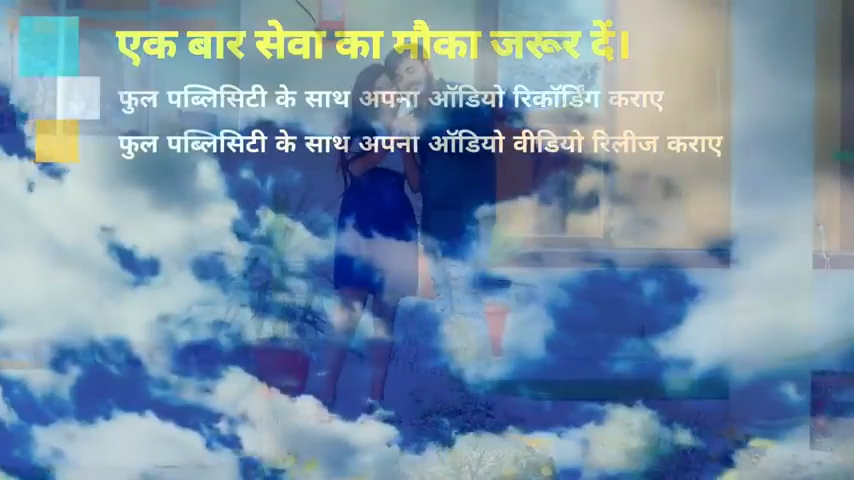 एक बार सेवा का मौका जरूर दें।
फुल पब्लिसिटी के साथ अपना ऑडियो रिकॉर्डिंग कराए
फुल पब्लिसिटी के साथ अपना ऑडियो वीडियो रिलीज कराए